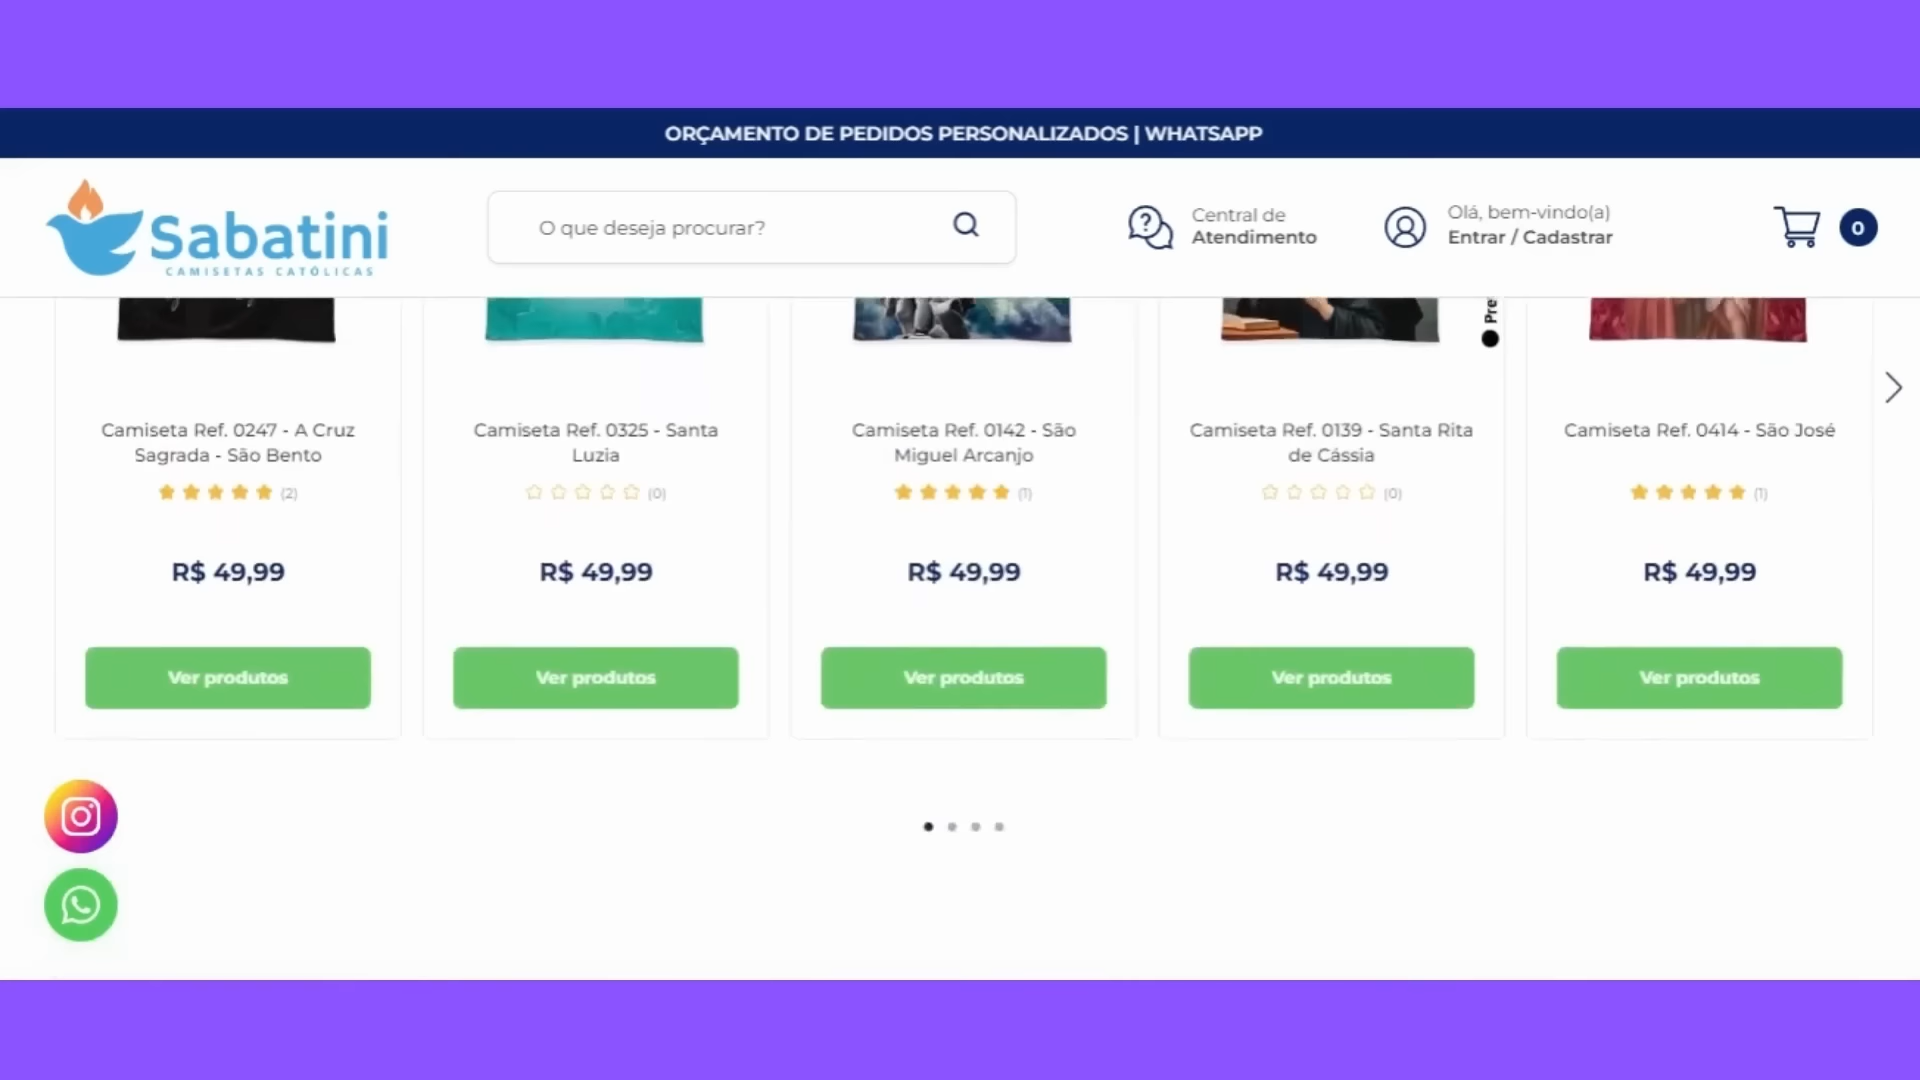 ORÇAMENTO DE PEDIDOS PERSONALIZADOS | WHATSAPP
Sabatini
CAMISETAS CATÓLICAS
O que deseja procurar?
Central de
Atendimento
Olá, bem-vindo(a)
Entrar / Cadastrar
0
Pre
Camiseta Ref. 0247 - A Cruz
Sagrada - São Bento
(2)
R$ 49,99
Ver produtos
Camiseta Ref. 0325 - Santa
Luzia
(0)
R$ 49,99
Ver produtos
Camiseta Ref. 0142 - São
Miguel Arcanjo
(1)
R$ 49,99
Ver produtos
Camiseta Ref. 0139 - Santa Rita
de Cássia
(0)
R$ 49,99
Ver produtos
Camiseta Ref. 0414 - São José
(1)
R$ 49,99
Ver produtos